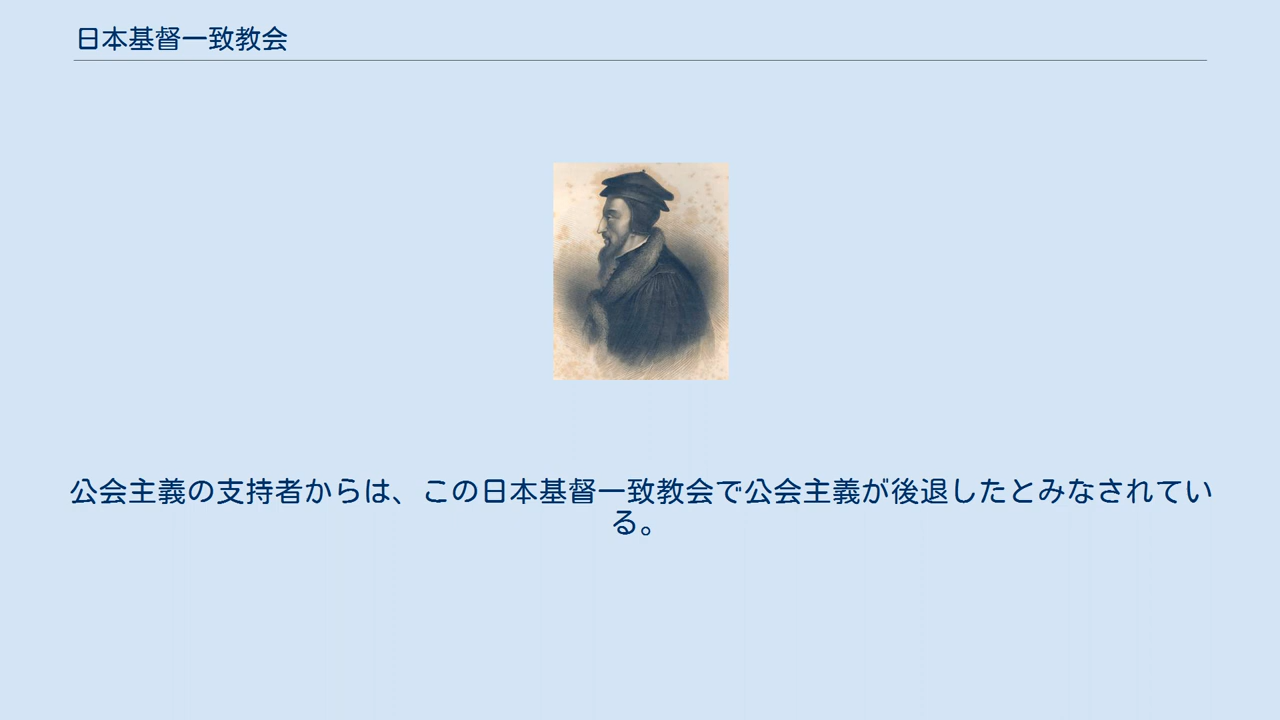 日本基督一致教会
公会主義の支持者からは、この日本基督一致教会で公会主義が後退したとみなされてい
る。